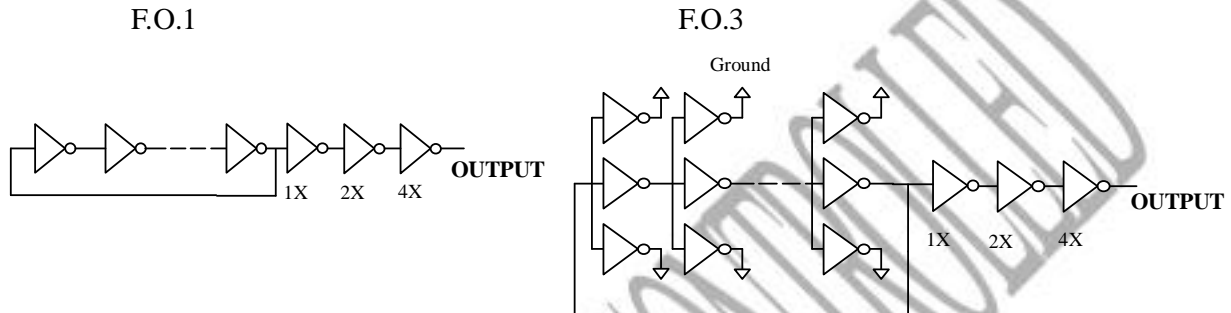 F.O.1
F.O.3
Ground
1X 2X 4X
OUTPUT
1X 2X 4X
OUTPUT